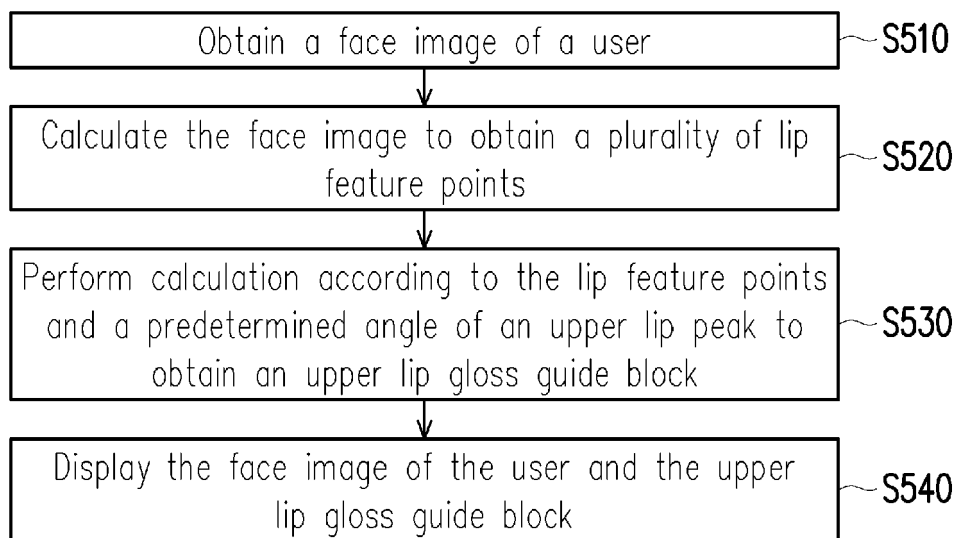 Obtain a face image of a user
S510
Calculate the face image to obtain a plurality of lip
feature points
S520
Perform calculation according to the lip feature points
and a predetermined angle of an upper lip peak to
obtain an upper lip gloss guide block
S530
Display the face image of the user and the upper
lip gloss guide block
S540